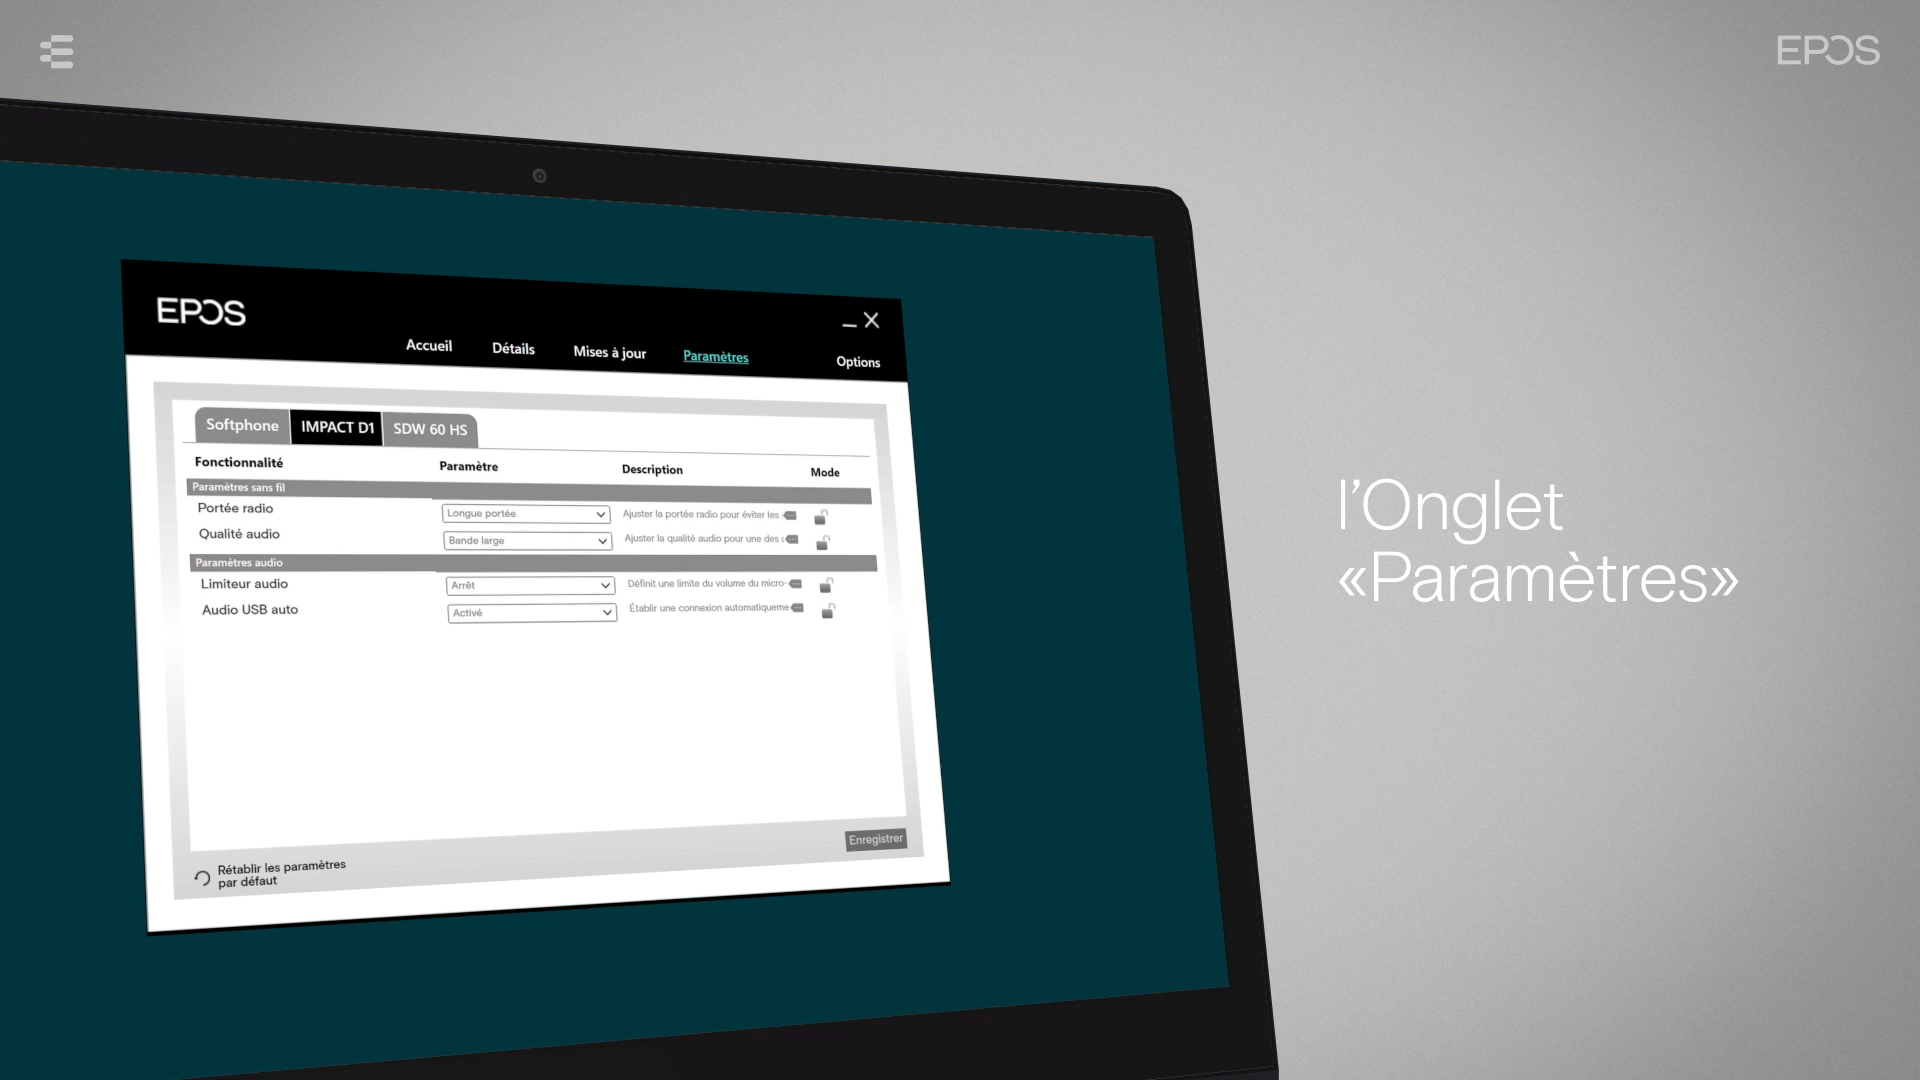 EPOS
EPOS
Accueil Détails Mises à jour Paramètres Options
Softphone IMPACT D1 SDW 60 HS
Fonctionnalité Paramètre Description Mode
Paramètres sans fil
Portée radio Longue portée Ajuster la portée radio pour éviter les
Qualité audio Bande large Ajuster la qualité audio pour une des
Paramètres audio
Limiteur audio Arrêt Définit une limite du volume du micro-
Audio USB auto Activé Établir une connexion automatiqueme
Rétablir les paramètres
par défaut
Enregistrer
l’Onglet
«Paramètres»